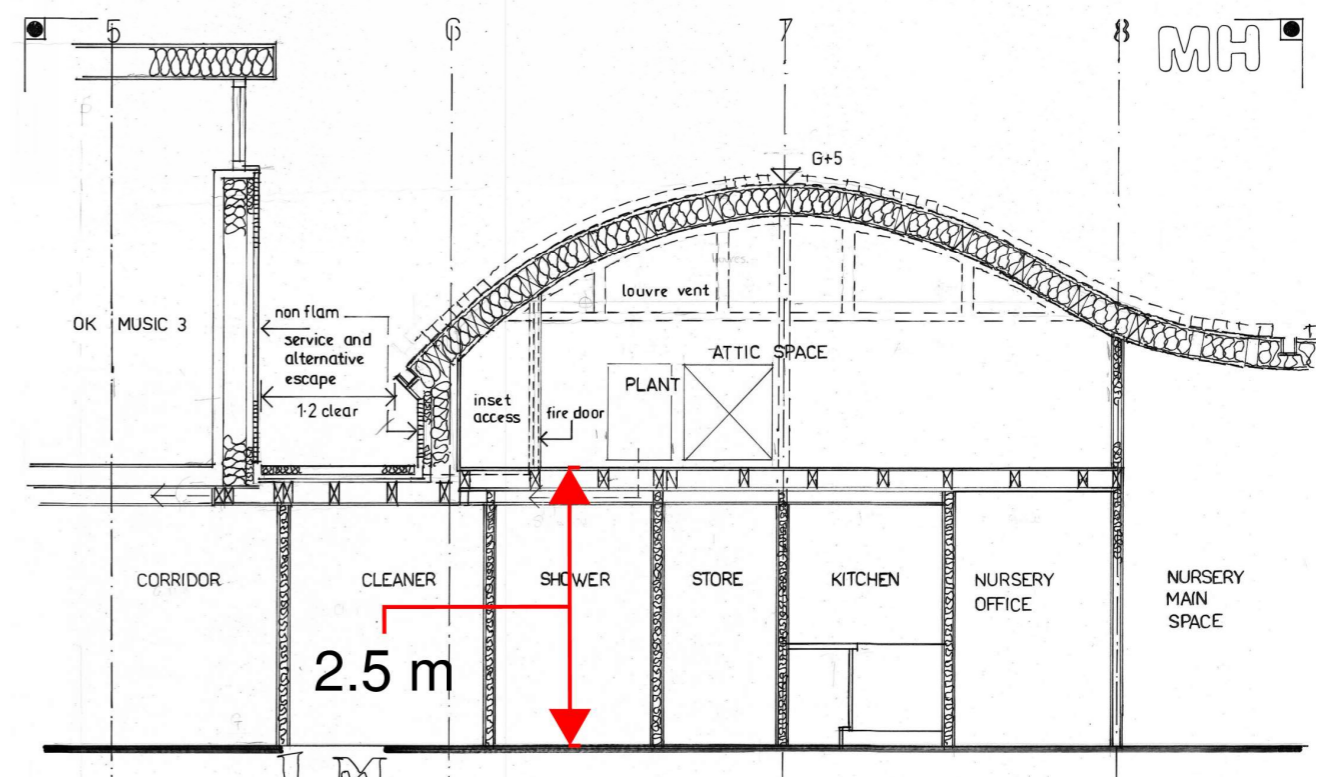 5
6
7
8
MH
G+5
louvre vent
OK MUSIC 3
non flam
service and
alternative
escape
1·2 clear
ATTIC SPACE
PLANT
inset
access
fire door
CORRIDOR
CLEANER
SHOWER
STORE
KITCHEN
NURSERY
OFFICE
NURSERY
MAIN
SPACE
2.5 m